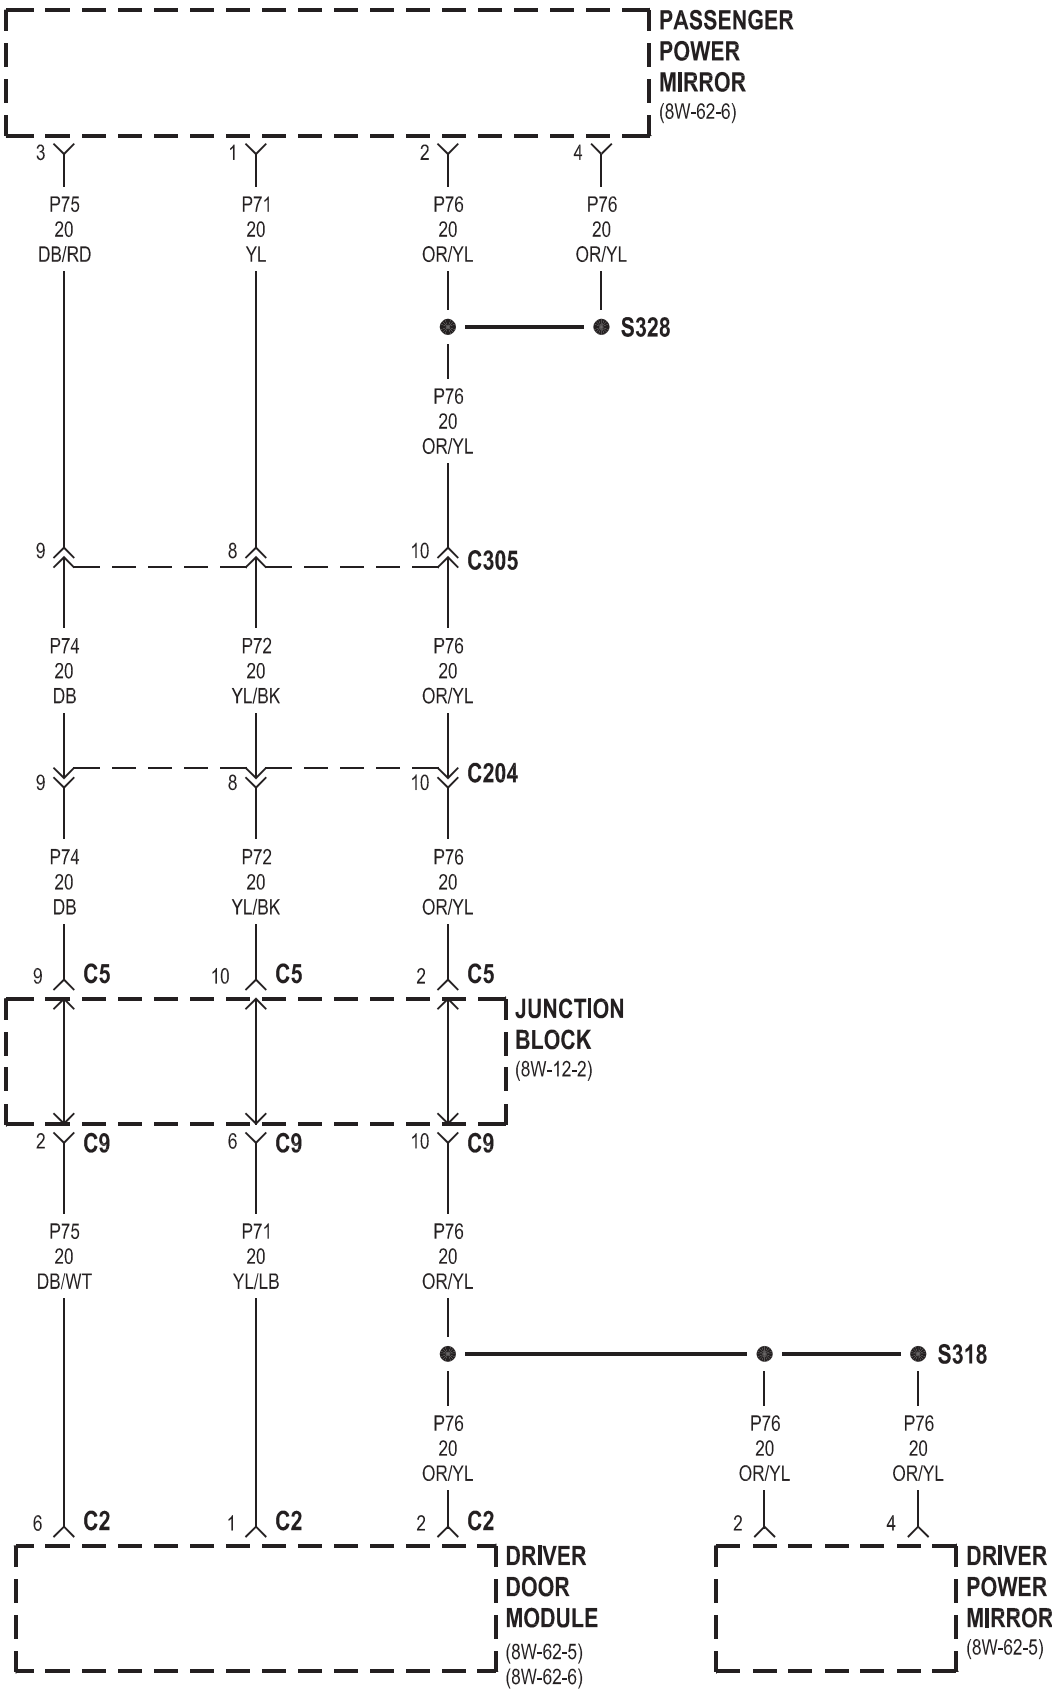 PASSENGER
POWER
MIRROR
(8W-62-6)
3 1 2 4
P75 P71 P76 P76
20 20 20 20
DB/RD YL OR/YL OR/YL
S328
P76
20
OR/YL
9 8 10 C305
P74 P72 P76
20 20 20
DB YL/BK OR/YL
9 8 10 C204
P74 P72 P76
20 20 20
DB YL/BK OR/YL
9 C5 10 C5 2 C5
JUNCTION
BLOCK
(8W-12-2)
2 C9 6 C9 10 C9
P75 P71 P76
20 20 20
DB/WT YL/LB OR/YL
S318
P76 P76 P76
20 20 20
OR/YL OR/YL OR/YL
6 C2 1 C2 2 C2 2 4
DRIVER
DOOR
MODULE
(8W-62-5)
(8W-62-6)
DRIVER
POWER
MIRROR
(8W-62-5)